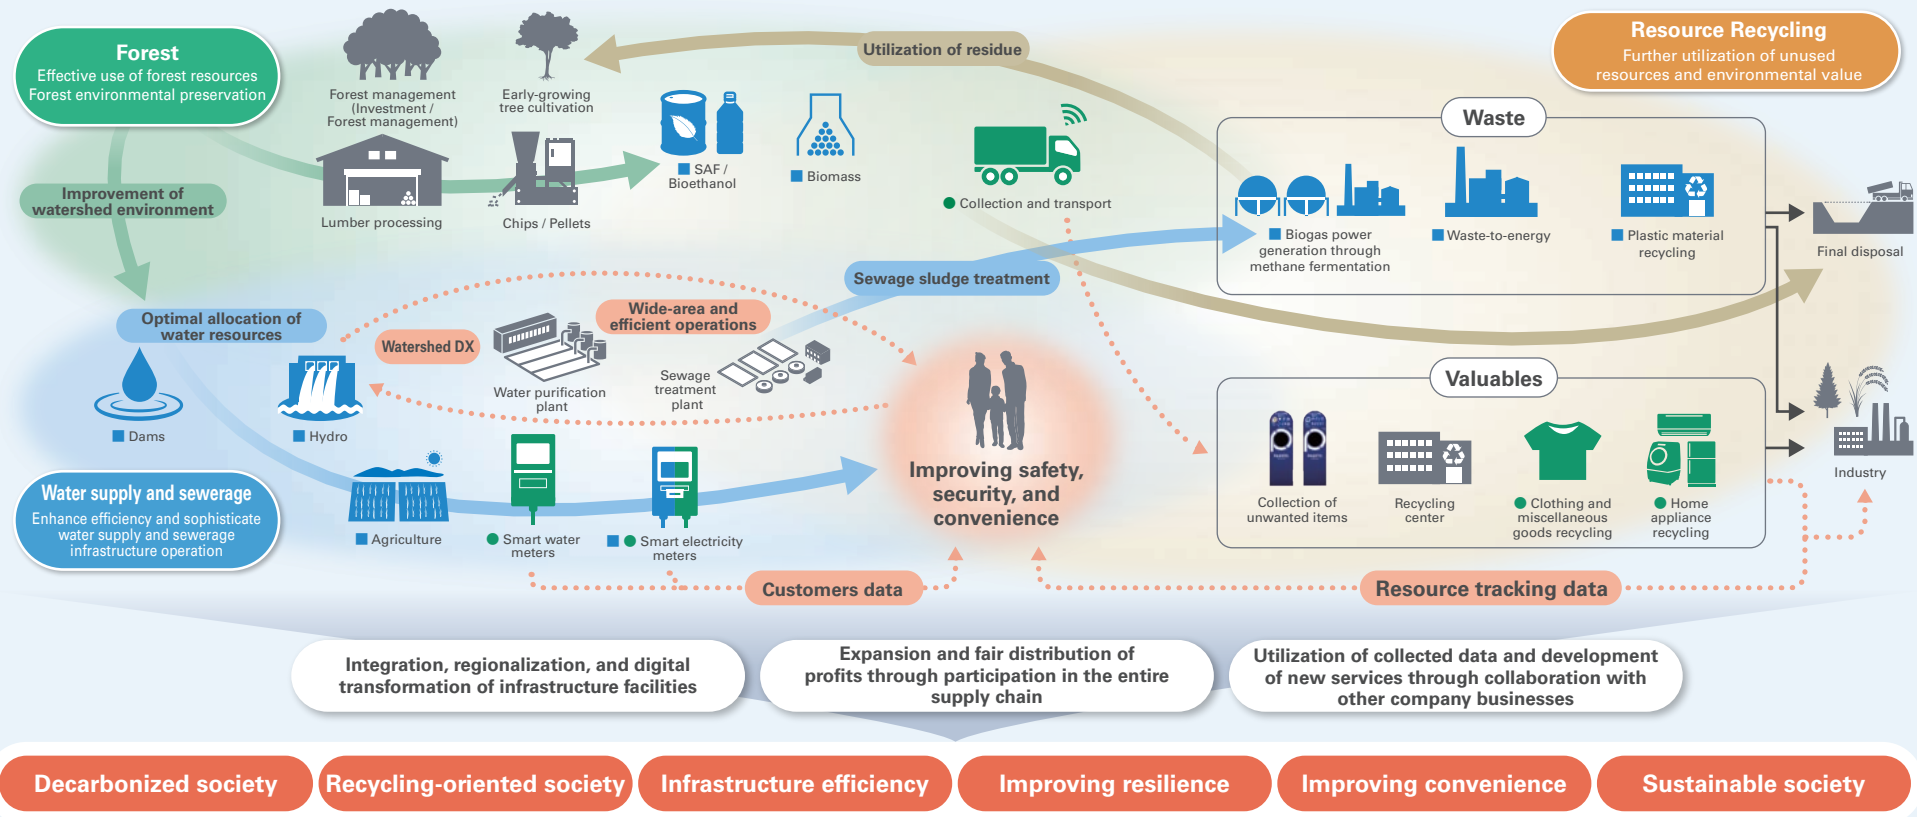 Forest
Effective use of forest resources
Forest environmental preservation
Forest management
(Investment /
Forest management)
Early-growing
tree cultivation
Utilization of residue
Resource Recycling
Further utilization of unused
resources and environmental value
Waste
SAF /
Bioethanol
Biomass
Collection and transport
Improvement of
watershed environment
Lumber processing
Chips / Pellets
Biogas power
generation through
methane fermentation
Waste-to-energy
Plastic material
recycling
Final disposal
Sewage sludge treatment
Optimal allocation of
water resources
Watershed DX
Wide-area and
efficient operations
Water purification
plant
Sewage
treatment
plant
Dams
Hydro
Valuables
Improving safety,
security, and
convenience
Industry
Water supply and sewerage
Enhance efficiency and sophisticate
water supply and sewerage
infrastructure operation
Agriculture
Smart water
meters
Smart electricity
meters
Collection of
unwanted items
Recycling
center
Clothing and
miscellaneous
goods recycling
Home
appliance
recycling
Customers data
Resource tracking data
Integration, regionalization, and digital
transformation of infrastructure facilities
Expansion and fair distribution of
profits through participation in the entire
supply chain
Utilization of collected data and development
of new services through collaboration with
other company businesses
Decarbonized society
Recycling-oriented society
Infrastructure efficiency
Improving resilience
Improving convenience
Sustainable society